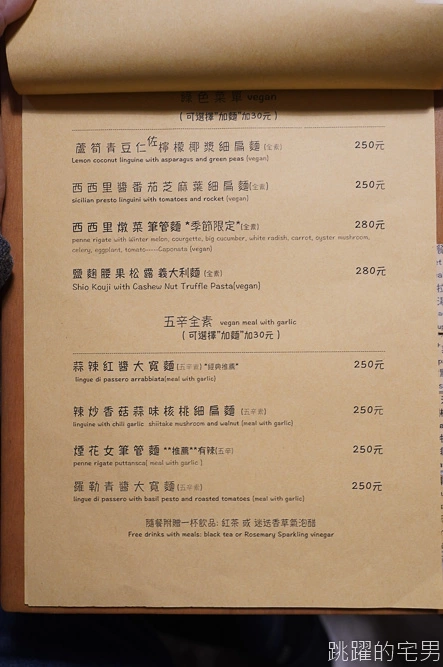 綠色菜單 vegan
(可選擇"加麵"加30元)
蘆筍青豆仁佐檸檬椰漿細扁麵(全素) 250元
Lemon coconut linguine with asparagus and green peas (vegan)
西西里醬番茄芝麻葉細扁麵(全素) 250元
sicilian presto linguini with tomatoes and rocket (vegan)
西西里燉菜筆管麵 *季節限定*(全素) 280元
penne rigate with Winter melon, courgette, big cucumber, white radish, carrot, oyster mushroom,
celery, eggplant, tomato-----Caponata (vegan)
鹽麴腰果松露義大利麵 (全素) 280元
Shio Kouji with Cashew Nut Truffle Pasta(vegan)
五辛全素 vegan meal with garlic
(可選擇"加麵"加30元)
蒜辣紅醬大寬麵(五辛素) *經典推薦* 250元
lingue di passero arrabbiata(meal with garlic)
辣炒香菇蒜味核桃細扁麵 (五辛素) 250元
linguine with chili garlic shiitake mushroom and walnut (meal with garlic)
煙花女筆管麵 **推薦**有辣(五辛) 250元
penne rigate puttansca( meal with garlic )
羅勒青醬大寬麵(五辛素) 250元
lingue di passero with basil pesto and roasted tomatoes (meal with garlic)
隨餐附贈一杯飲品: 紅茶 或 迷迭香草氣泡醋
Free drinks with meals: black tea or Rosemary Sparkling vinegar
跳躍的宅男